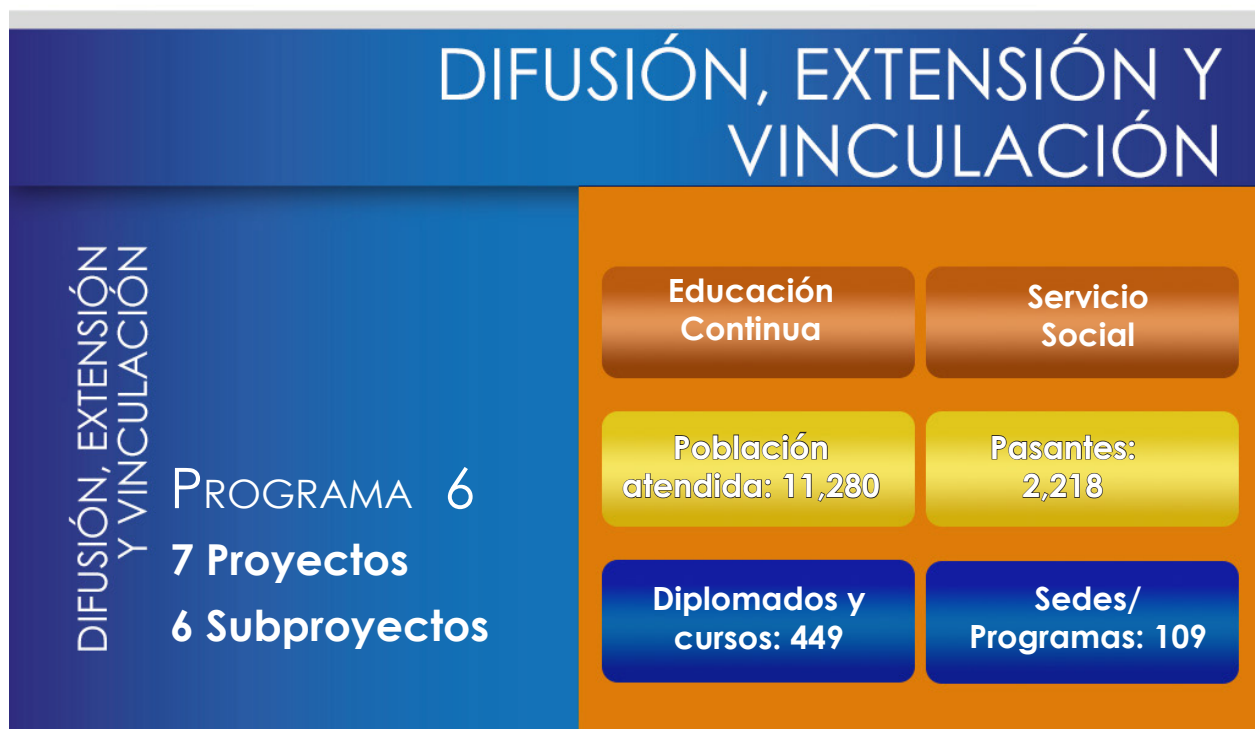 DIFUSIÓN, EXTENSIÓN Y
VINCULACIÓN
DIFUSIÓN, EXTENSIÓN
Y VINCULACIÓN
PROGRAMA 6
7 Proyectos
6 Subproyectos
Educación
Continua
Servicio
Social
Población
atendida: 11,280
Pasantes:
2,218
Diplomados y
cursos: 449
Sedes/
Programas: 109